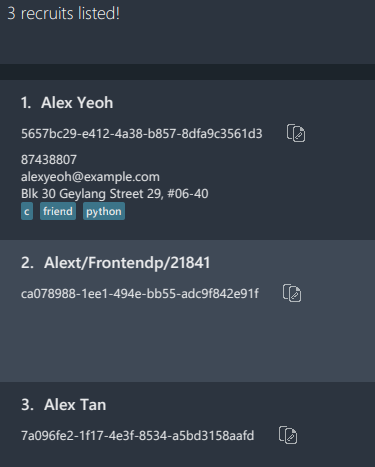 3 recruits listed!
1. Alex Yeoh
5657bc29-e412-4a38-b857-8dfa9c3561d3
87438807
alexyeoh@example.com
Blk 30 Geylang Street 29, #06-40
c friend python
2. Alext/Frontendp/21841
ca078988-1ee1-494e-bb55-adc9f842e91f
3. Alex Tan
7a096fe2-1f17-4e3f-8534-a5bd3158aafd